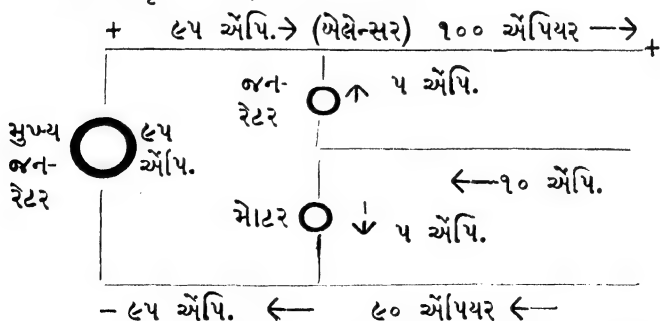 + ૯૫ ઍંપિ.→ (બેલેન્સર) ૧૦૦ ઍંપિયર →
+
જન-
રેટર
↑ ૫ ઍંપિ.
મુખ્ય
જન-
રેટર
૯૫
ઍંપિ.
←૧૦ ઍંપિ.
મોટર
↓ ૫ ઍંપિ.
- ૯૫ ઍંપિ. ← ૯૦ ઍંપિયર ←